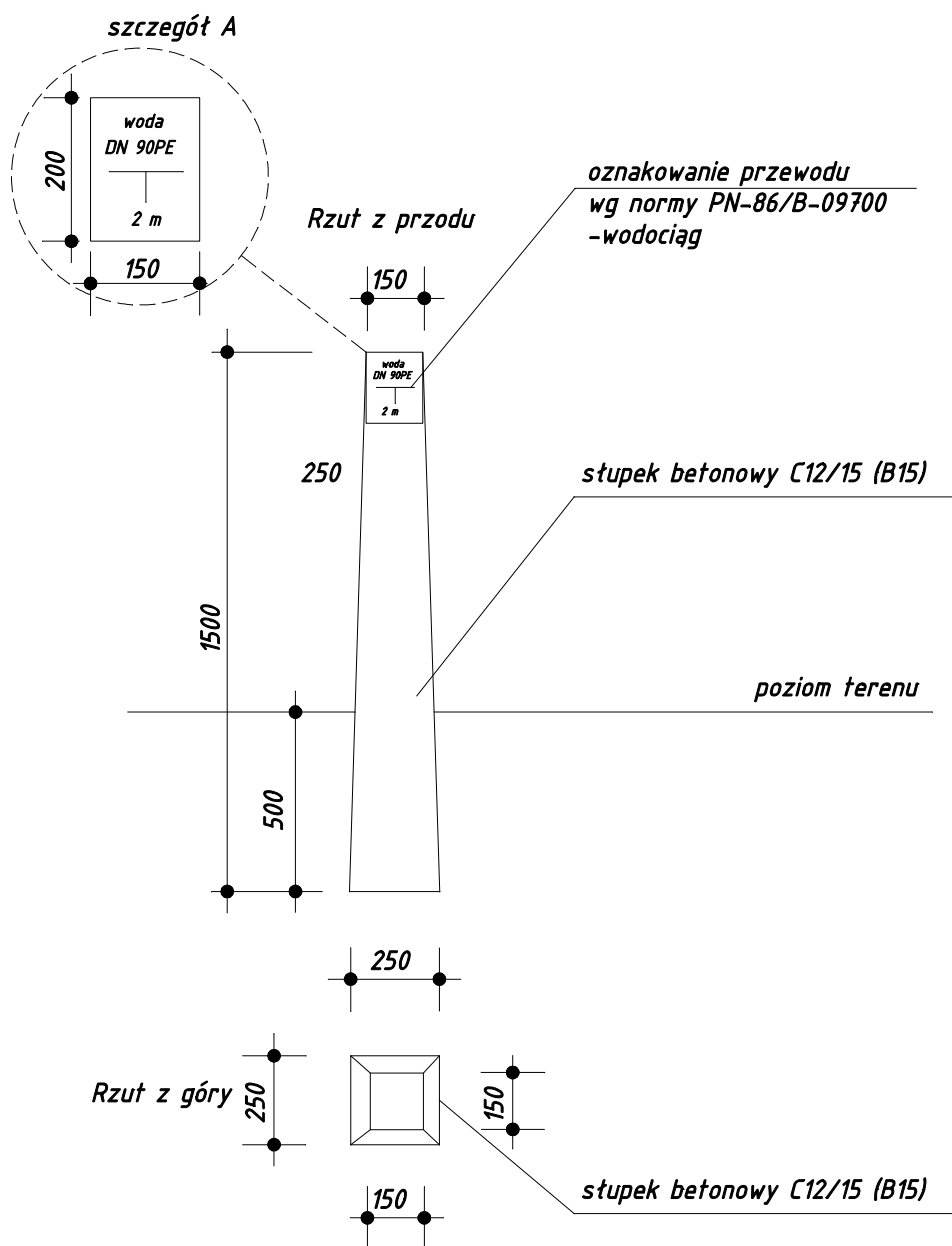 szczegół A
woda
DN 90PE
2 m
200
150
oznakowanie przewodu
wg normy PN-86/B-09700
-wodociąg
Rzut z przodu
150
woda
DN 90PE
2 m
250
słupek betonowy C12/15 (B15)
1500
poziom terenu
500
250
Rzut z góry
250
150
słupek betonowy C12/15 (B15)
150